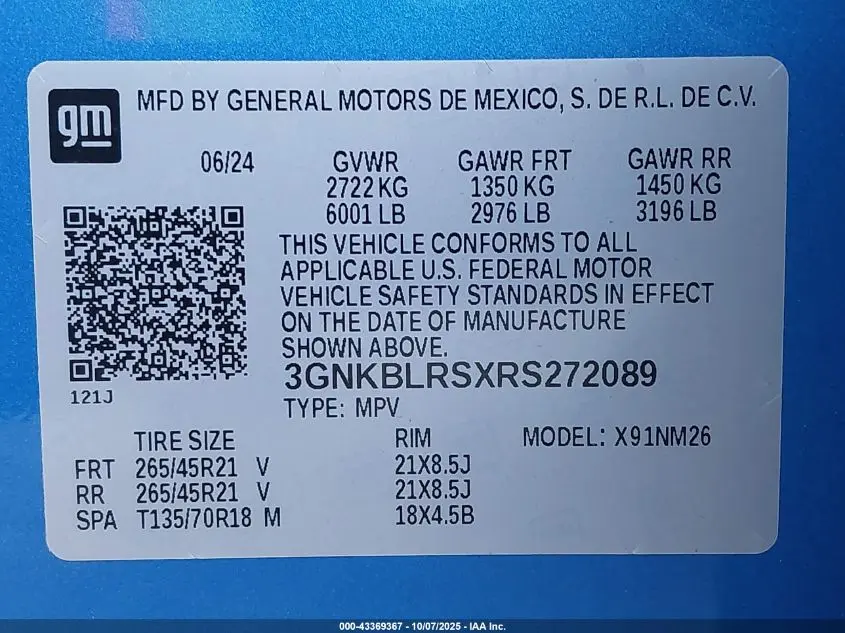 gm
MFD BY GENERAL MOTORS DE MEXICO, S. DE R.L. DE C.V.
06/24 GVWR GAWR FRT GAWR RR
2722 KG 1350 KG 1450 KG
6001 LB 2976 LB 3196 LB
THIS VEHICLE CONFORMS TO ALL
APPLICABLE U.S. FEDERAL MOTOR
VEHICLE SAFETY STANDARDS IN EFFECT
ON THE DATE OF MANUFACTURE
SHOWN ABOVE.
3GNKBLRSXRS272089
121J
TYPE: MPV
TIRE SIZE RIM MODEL: X91NM26
FRT 265/45R21 V 21X8.5J
RR 265/45R21 V 21X8.5J
SPA T135/70R18 M 18X4.5B
000-43369367 - 10/07/2025 - IAA Inc.